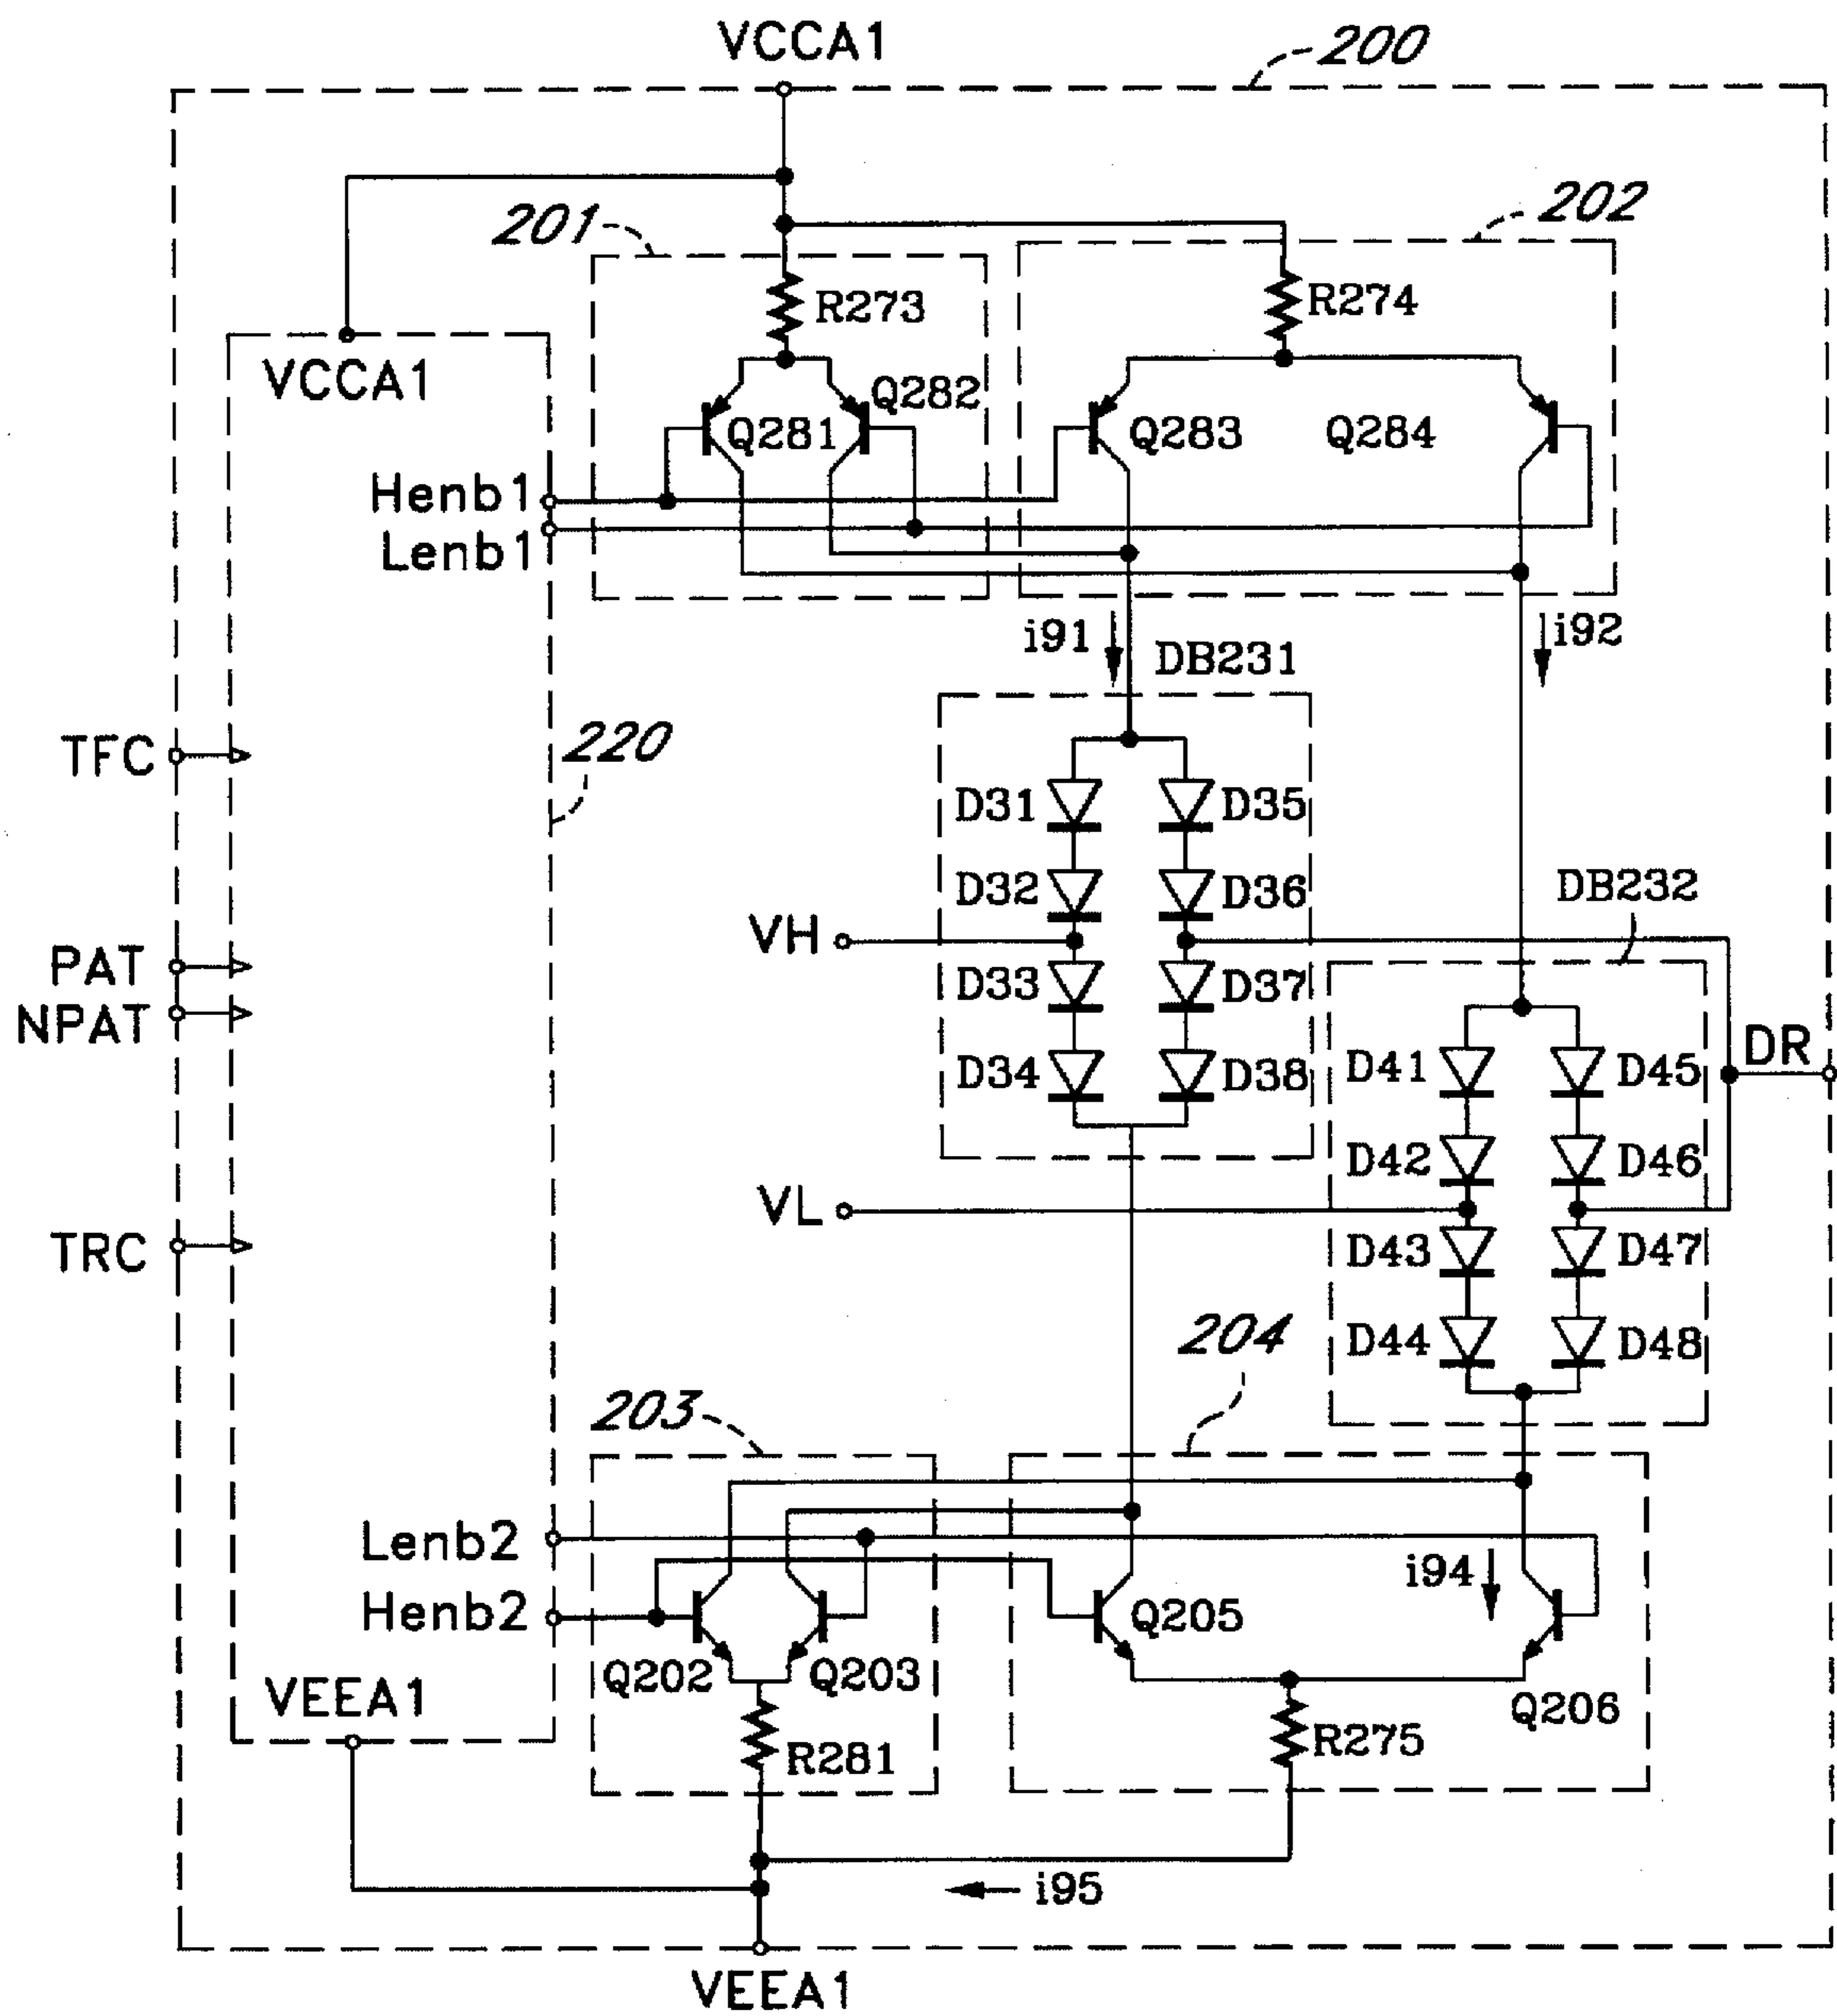 VCCA1
200
201
202
R273
R274
VCCA1
Q282
Q281
Q283
Q284
Henb1
Lenb1
i91
i92
DB231
220
TFC
D31
D35
D32
D36
DB232
VH
PAT
D33
D37
NPAT
DR
D34
D38
D41
D45
D42
D46
VL
TRC
D43
D47
204
D44
D48
203
Lenb2
i94
Henb2
Q205
Q202
Q203
VEEA1
Q206
R281
R275
i95
VEEA1